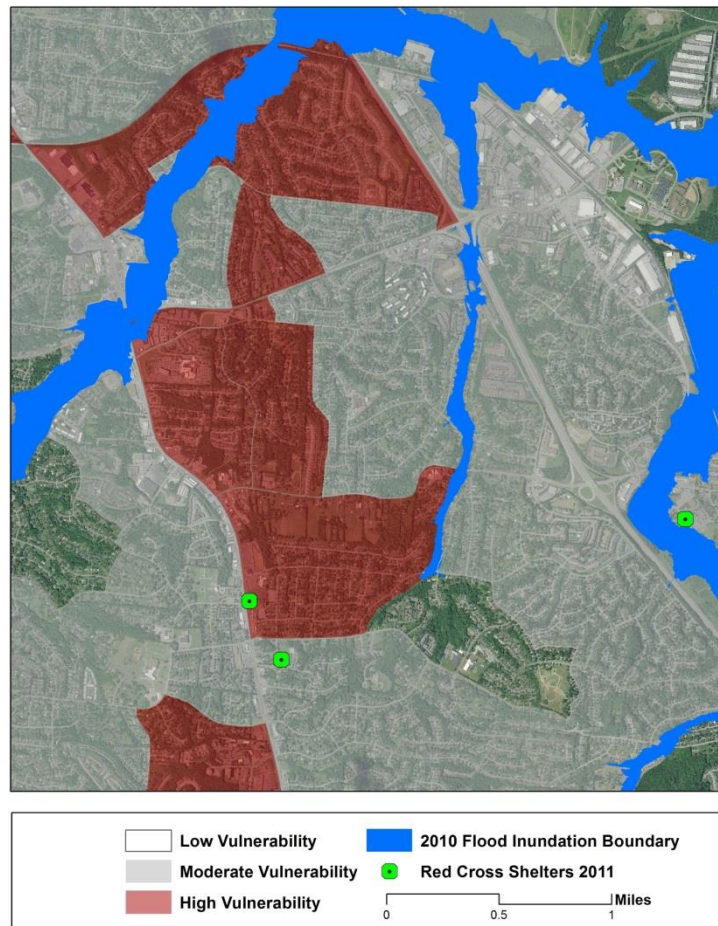 Low Vulnerability
2010 Flood Inundation Boundary
Moderate Vulnerability
Red Cross Shelters 2011
High Vulnerability
Miles
0 0.5 1